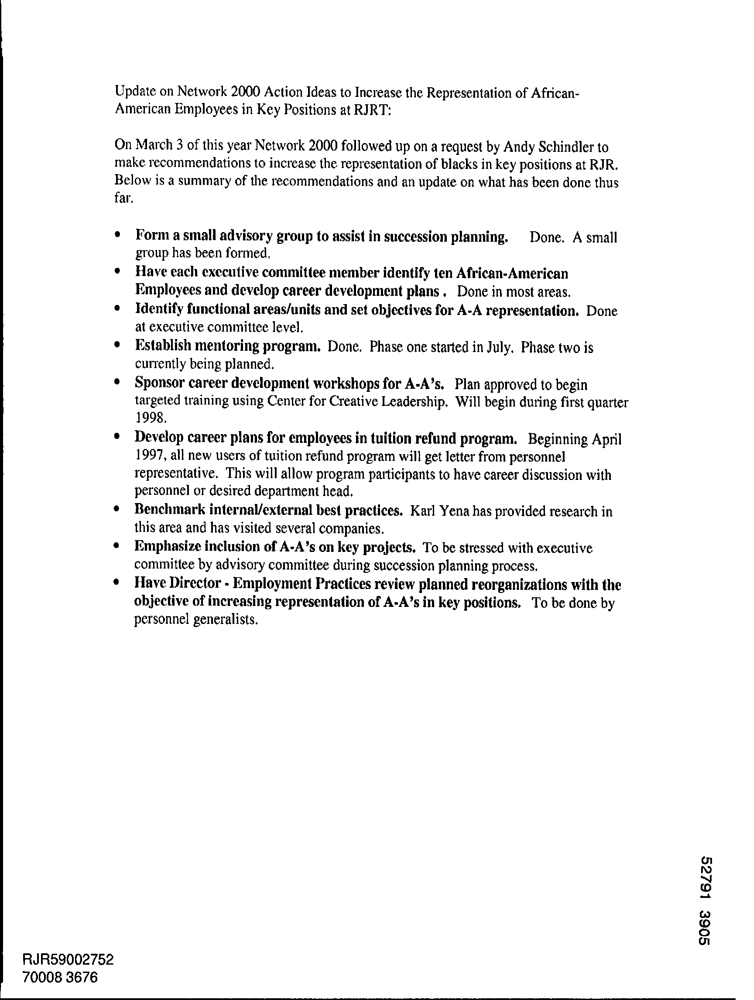 Update on Network 2000 Action Ideas to Increase the Representation of African-
American Employees in Key Positions at RJRT:
On March 3 of this year Network 2000 followed up on a request by Andy Schindler to
make recommendations to increase the representation of blacks in key positions at RJR.
Below is a summary of the recommendations and an update on what has been done thus
far.
• Form a small advisory group to assist in succession planning. Done. A small
group has been formed.
• Have each executive committee member identify ten African-American
Employees and develop career development plans . Done in most areas.
• Identify functional areas/units and set objectives for A-A representation. Done
at executive committee level.
• Establish mentoring program. Done. Phase one started in July. Phase two is
currently being planned.
• Sponsor career development workshops for A-A's. Plan approved to begin
targeted training using Center for Creative Leadership. Will begin during first quarter
1998.
• Develop career plans for employees in tuition refund program. Beginning April
1997, all new users of tuition refund program will get letter from personnel
representative. This will allow program participants to have career discussion with
personnel or desired department head.
• Benchmark internal/external best practices. Karl Yena has provided research in
this area and has visited several companies.
• Emphasize inclusion of A-A's on key projects. To be stressed with executive
committee by advisory committee during succession planning process.
• Have Director - Employment Practices review planned reorganizations with the
objective of increasing representation of A-A's in key positions. To be done by
personnel generalists.
52791 3905
RJR59002752
70008 3676